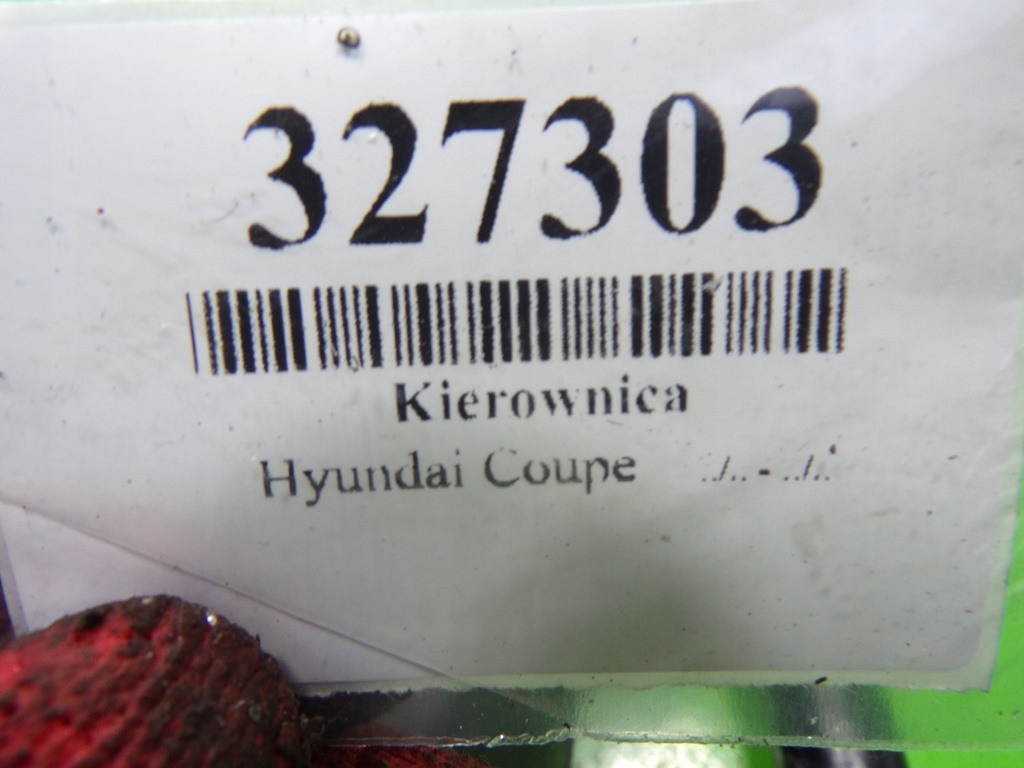 327303
Kierownica
Hyundai Coupe ../.. - ../..